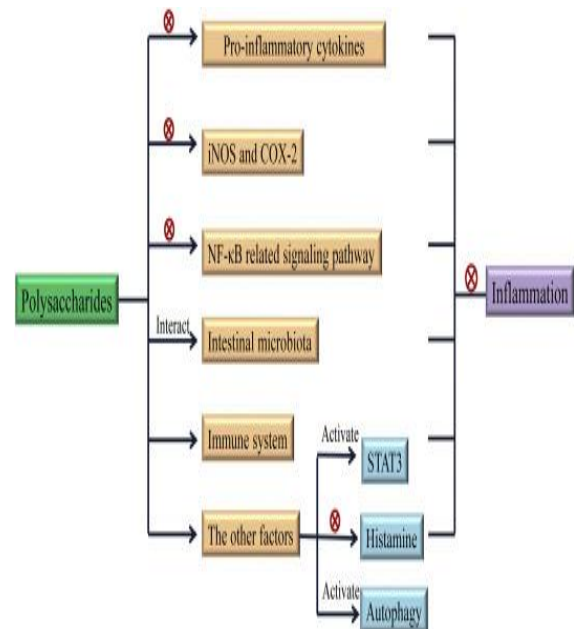 Pro-inflammatory cytokines
iNOS and COX-2
NF-κB related signaling pathway
Polysaccharides
Inflammation
Interact
Intestinal microbiota
Immune system
Activate
STAT3
The other factors
Histamine
Activate
Autophagy